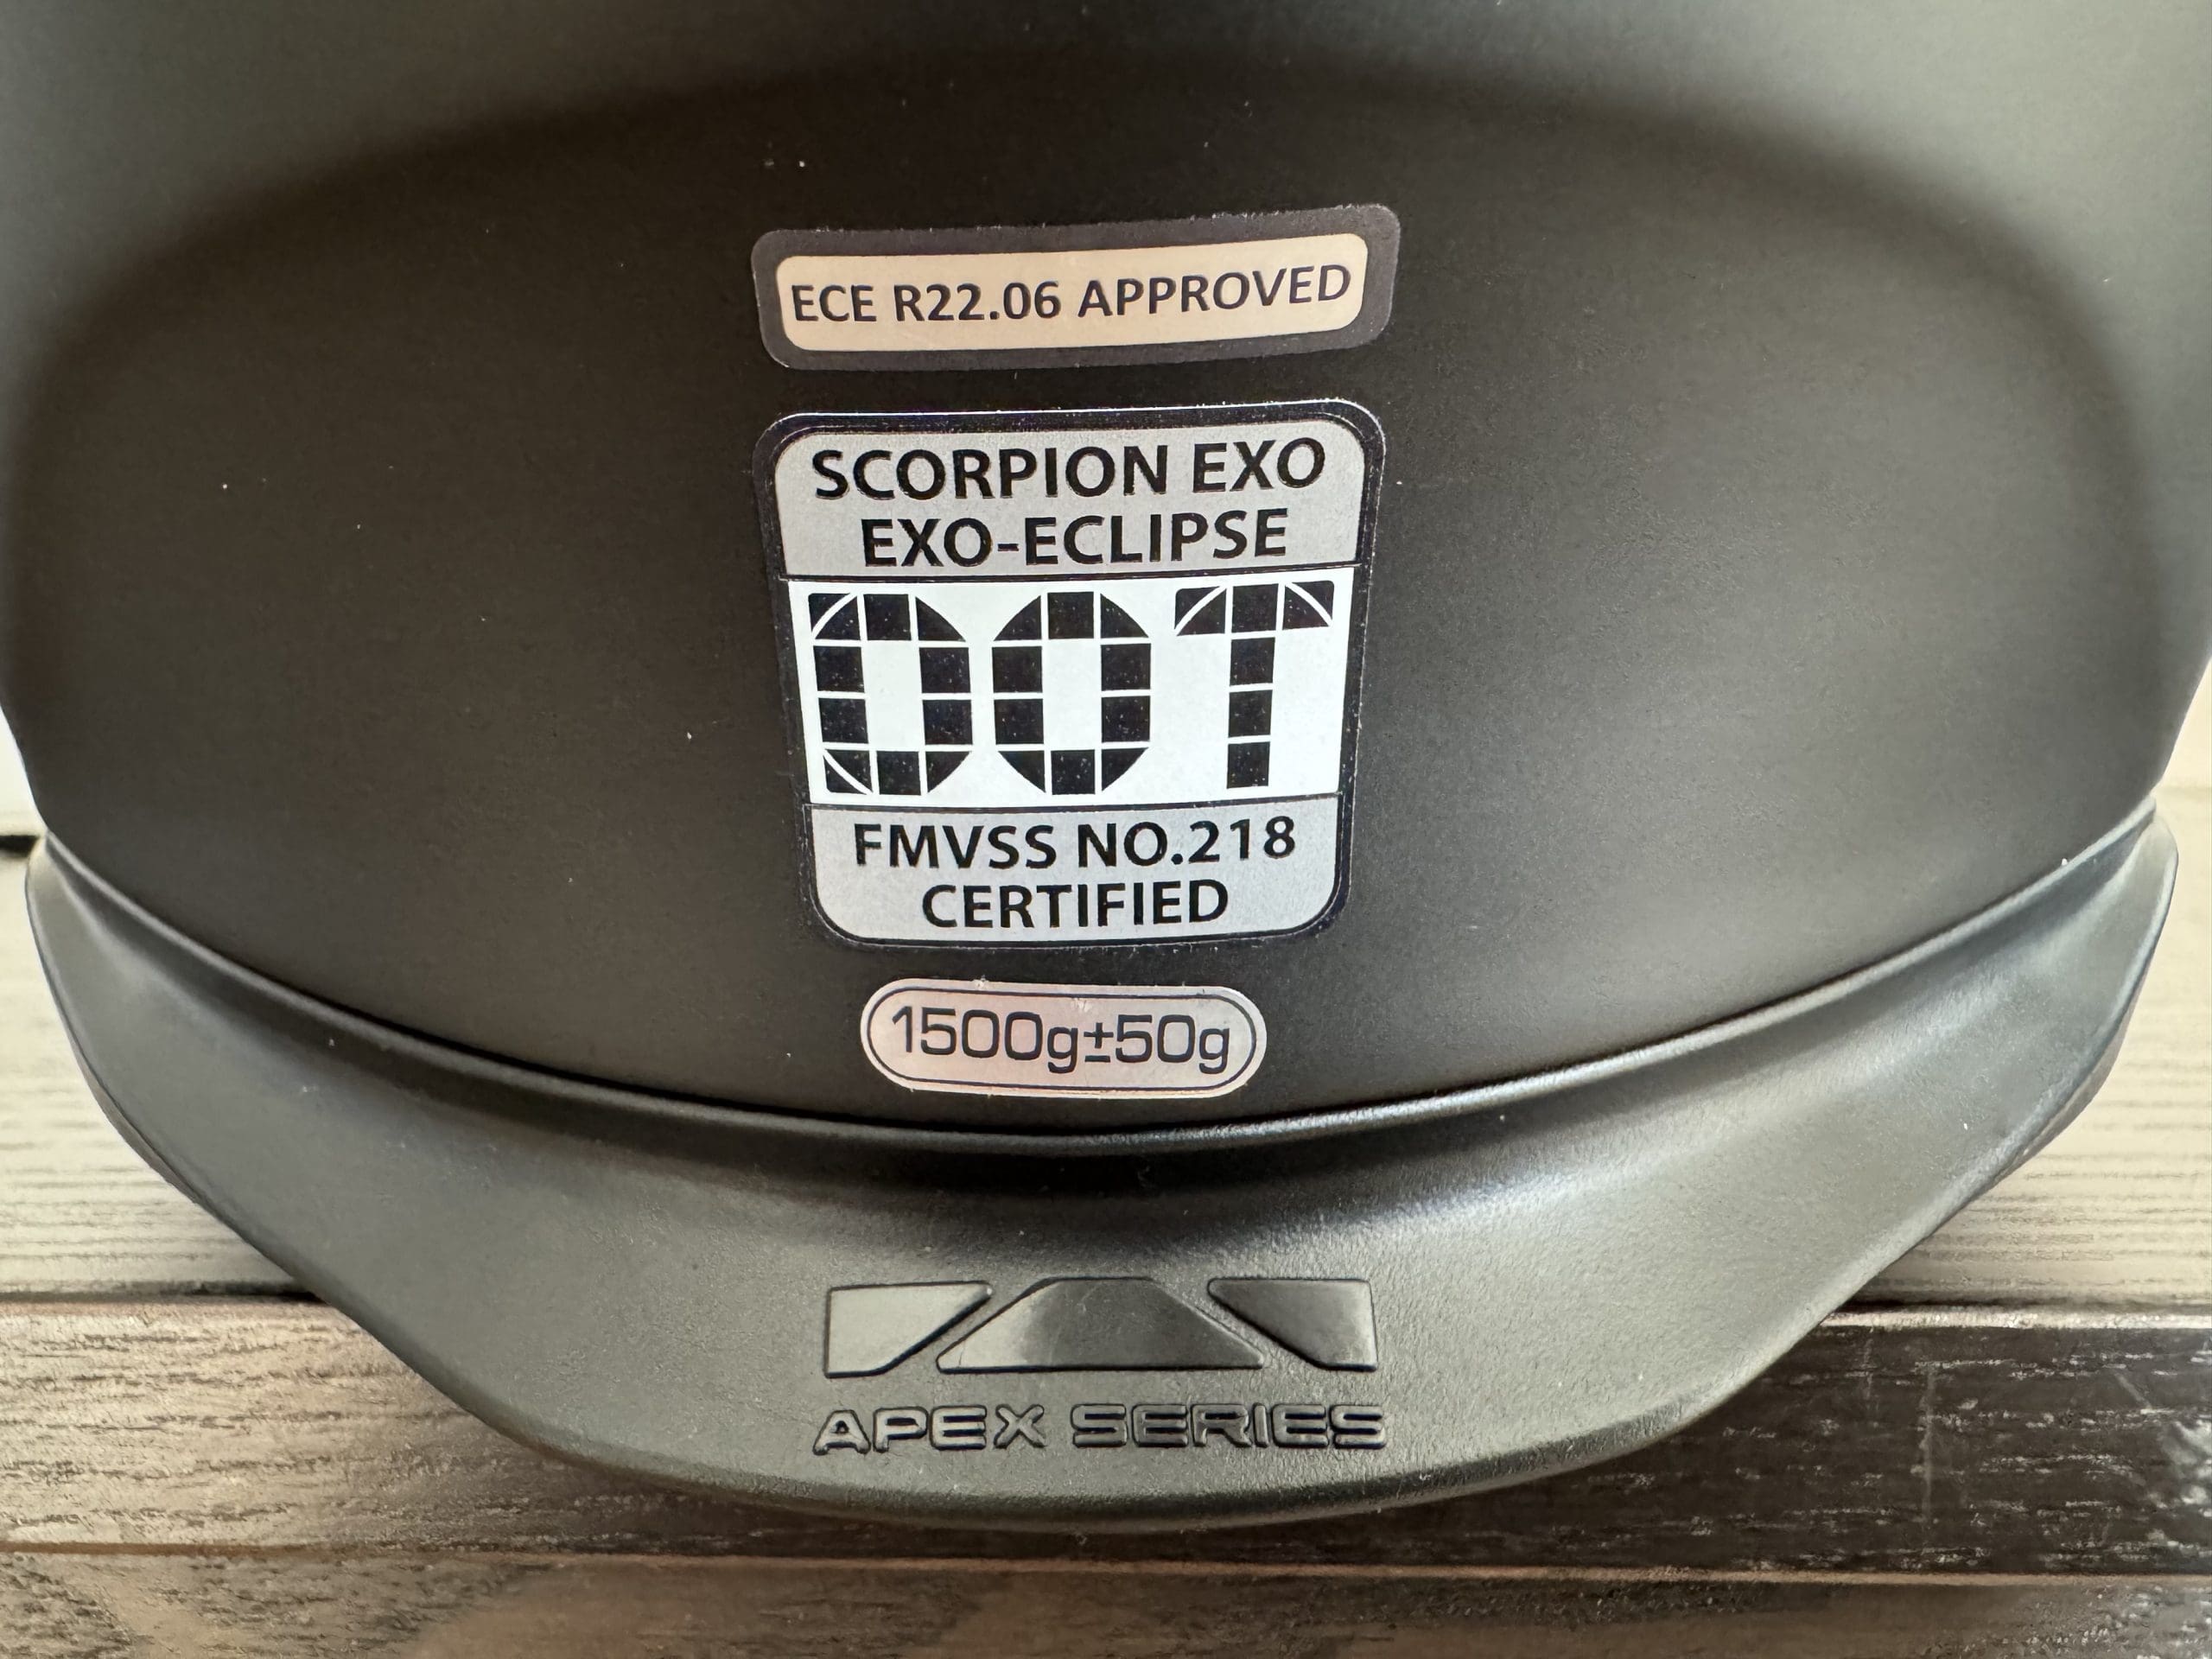 ECE R22.06 APPROVED
SCORPION EXO
EXO-ECLIPSE
DOT
FMVSS NO.218
CERTIFIED
1500g±50g
APEX SERIES